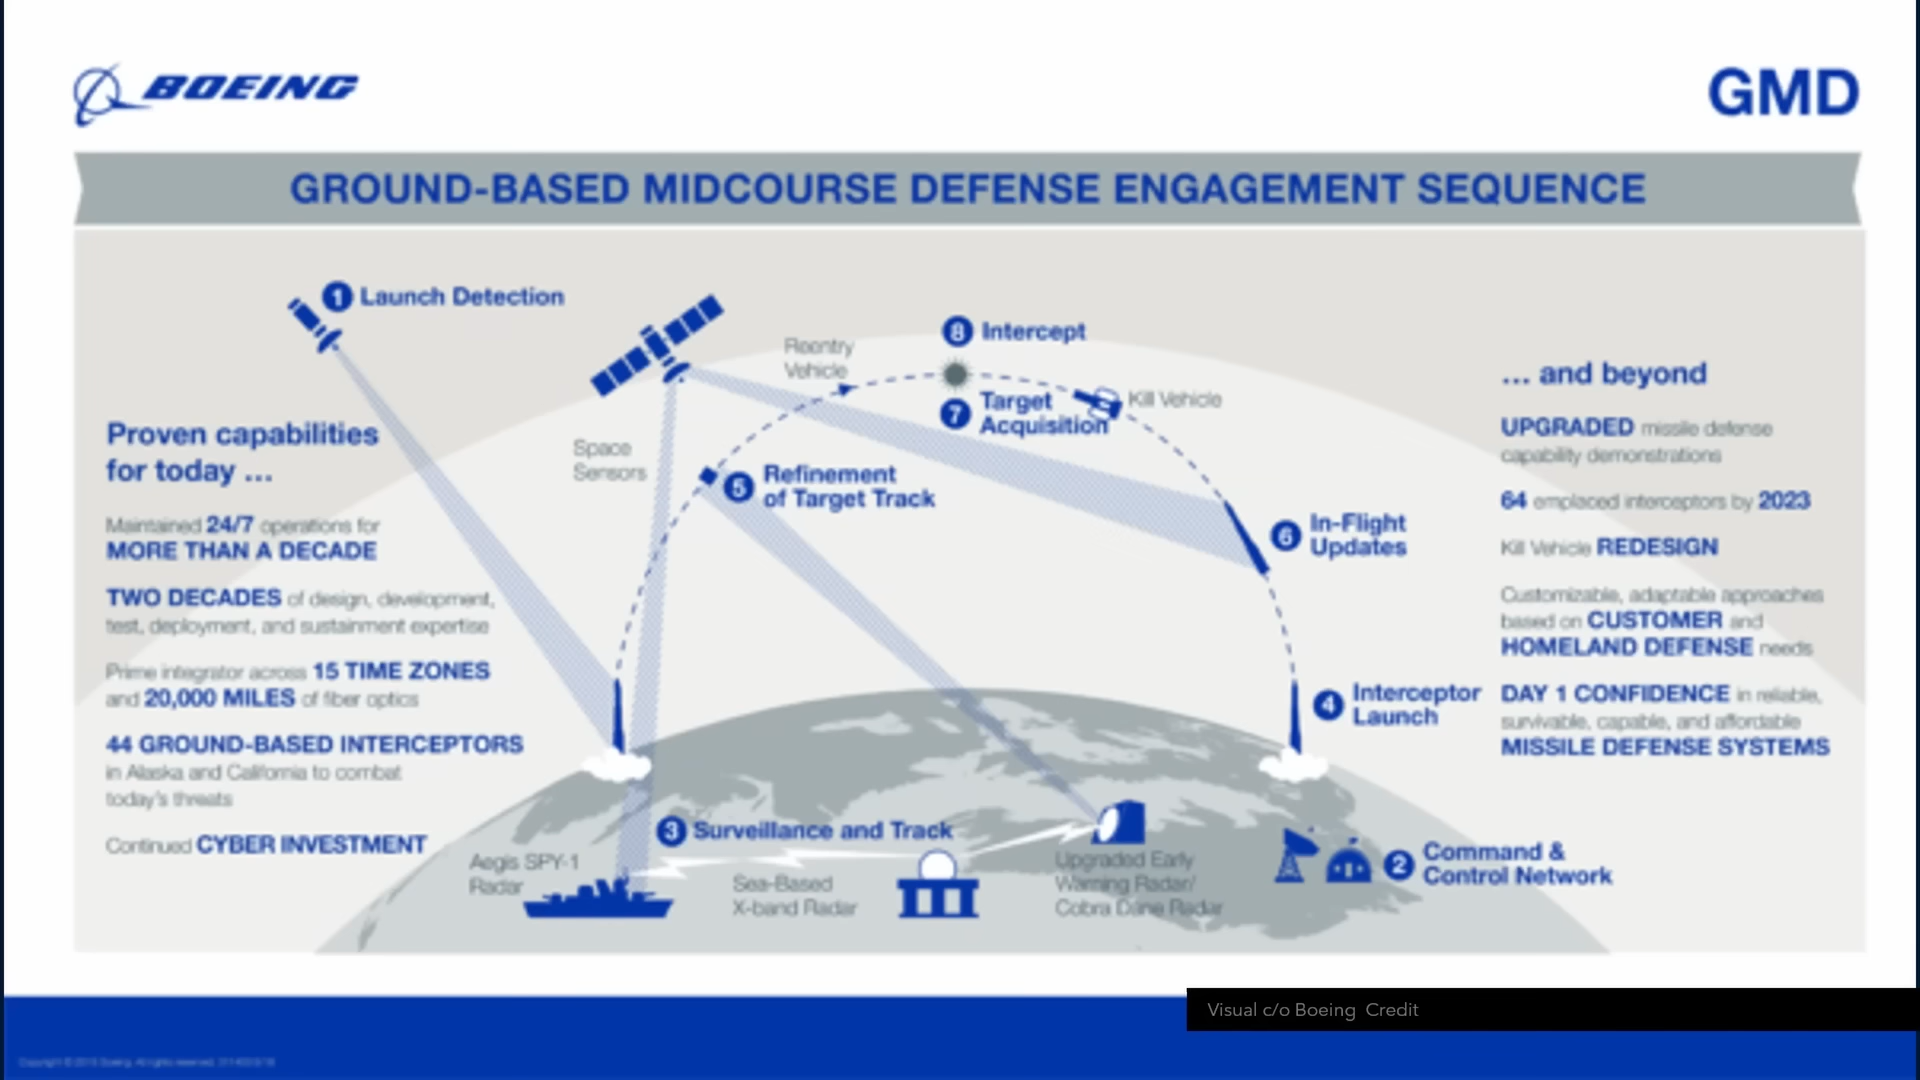 BOEING
GMD
GROUND-BASED MIDCOURSE DEFENSE ENGAGEMENT SEQUENCE
1 Launch Detection
8 Intercept
Reentry
Vehicle
7 Target
Acquisition
Kill Vehicle
Space
Sensors
5 Refinement
of Target Track
6 In-Flight
Updates
4 Interceptor
Launch
3 Surveillance and Track
Aegis SPY-1
Radar
Sea-Based
X-band Radar
Upgraded Early
Warning Radar/
Cobra Dane Radar
2 Command &
Control Network
Proven capabilities
for today ...
Maintained 24/7 operations for
MORE THAN A DECADE
TWO DECADES of design, development,
test, deployment, and sustainment expertise
Prime integrator across 15 TIME ZONES
and 20,000 MILES of fiber optics
44 GROUND-BASED INTERCEPTORS
in Alaska and California to combat
today's threats
Continued CYBER INVESTMENT
... and beyond
UPGRADED missile defense
capability demonstrations
64 emplaced interceptors by 2023
Kill Vehicle REDESIGN
Customizable, adaptable approaches
based on CUSTOMER and
HOMELAND DEFENSE needs
DAY 1 CONFIDENCE in reliable,
survivable, capable, and affordable
MISSILE DEFENSE SYSTEMS
Visual c/o Boeing Credit
Boeing. All rights reserved.